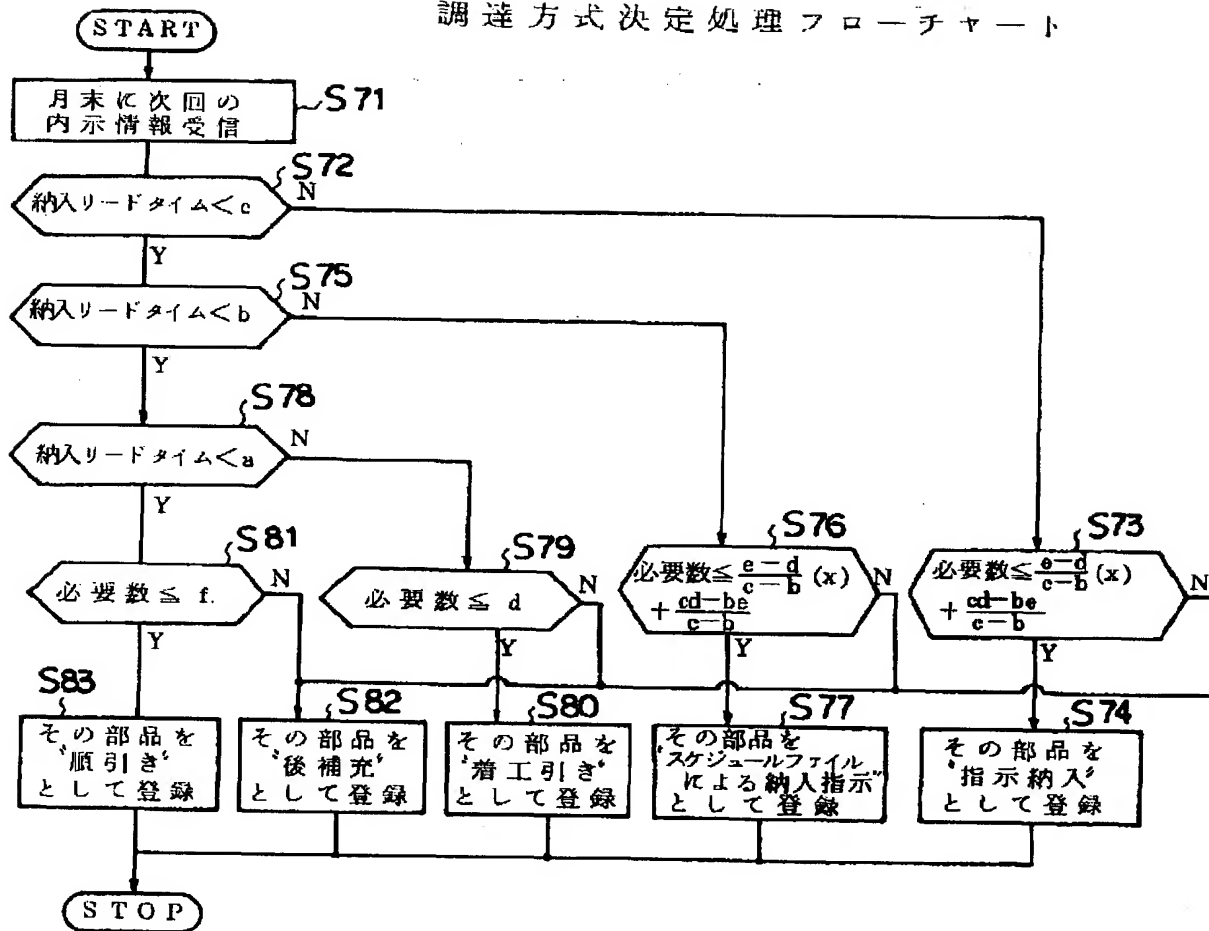 調達方式決定処理フローチャート
START
月末に次回の
内示情報受信
S71
納入リードタイム<c
S72
N
Y
納入リードタイム<b
S75
N
Y
納入リードタイム<a
S78
N
Y
必要数≦ f.
S81
N
Y
必要数≦ d
S79
N
Y
必要数≦ e-d/c-b (x)
+ cd-be/c-b
S76
N
Y
必要数≦ e-d/c-b (x)
+ cd-be/c-b
S73
N
Y
S83
その部品を
"順引き"
として登録
S82
その部品を
"後補充"
として登録
S80
その部品を
"着工引き"
として登録
S77
その部品を
"スケジュールファイル
による納入指示"
として登録
S74
その部品を
"指示納入"
として登録
STOP